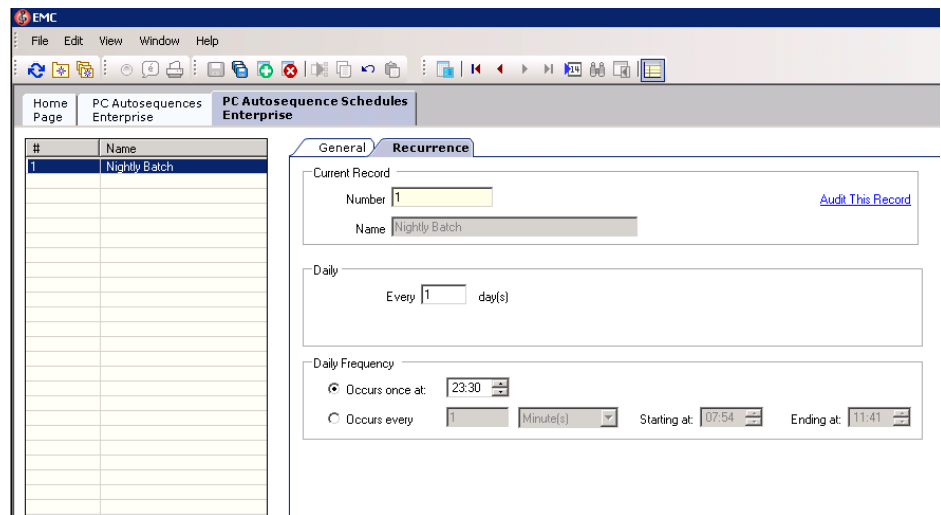 EMC
File Edit View Window Help
14
Home Page
PC Autosequences Enterprise
PC Autosequence Schedules Enterprise
# Name
1 Nightly Batch
General Recurrence
Current Record
Number 1
Audit This Record
Name Nightly Batch
Daily
Every 1 day(s)
Daily Frequency
Occurs once at: 23:30
Occurs every 1 Minute(s) Starting at: 07:54 Ending at: 11:41